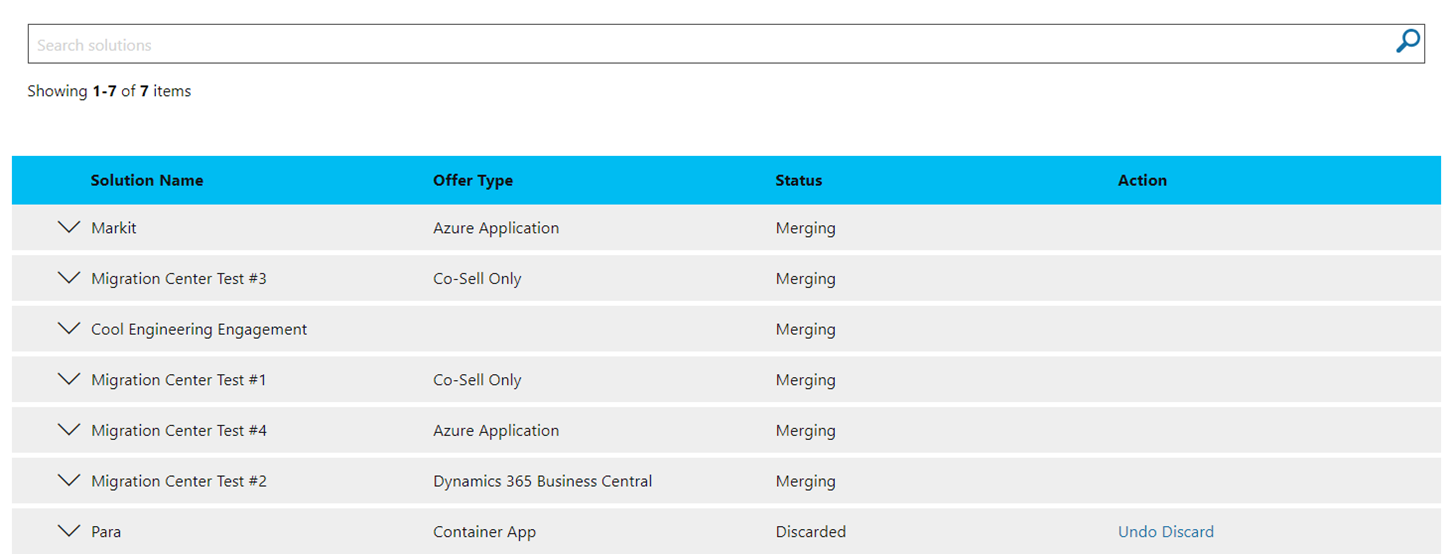 Search solutions
Showing 1-7 of 7 items
Solution Name Offer Type Status Action
Markit Azure Application Merging
Migration Center Test #3 Co-Sell Only Merging
Cool Engineering Engagement Merging
Migration Center Test #1 Co-Sell Only Merging
Migration Center Test #4 Azure Application Merging
Migration Center Test #2 Dynamics 365 Business Central Merging
Para Container App Discarded Undo Discard